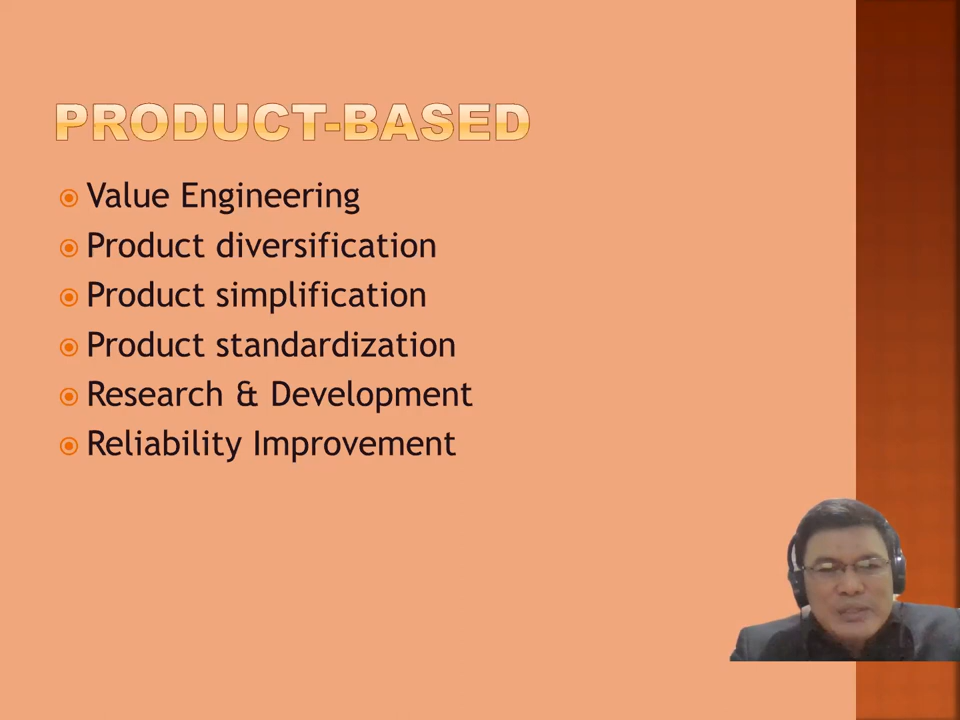 PRODUCT-BASED
Value Engineering
Product diversification
Product simplification
Product standardization
Research & Development
Reliability Improvement